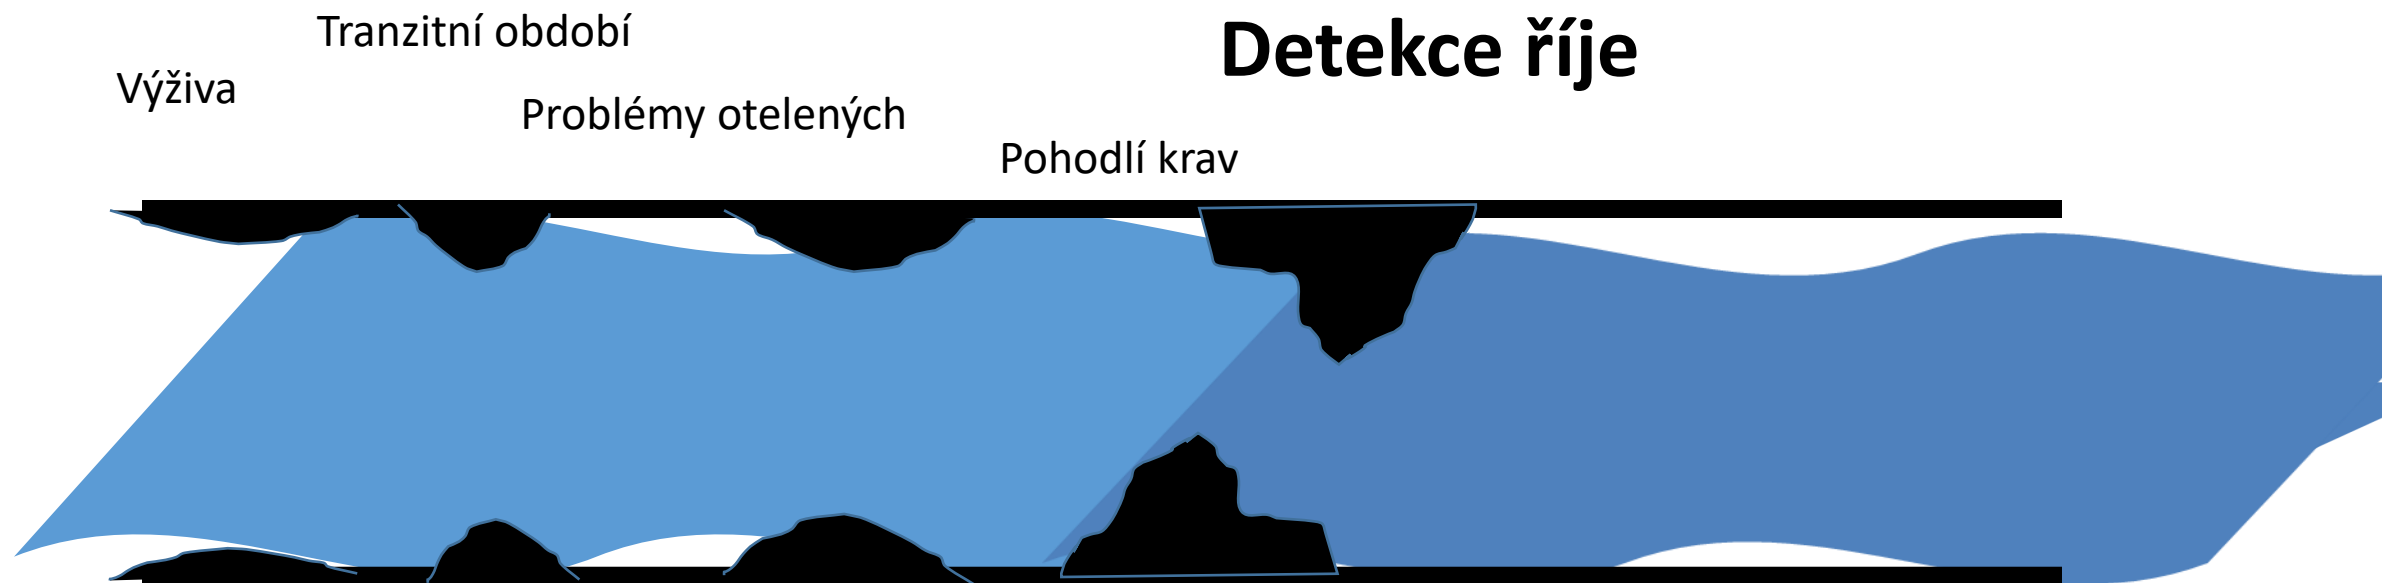 Tranzitní období
Detekce říje
Výživa
Problémy otelených
Pohodlí krav